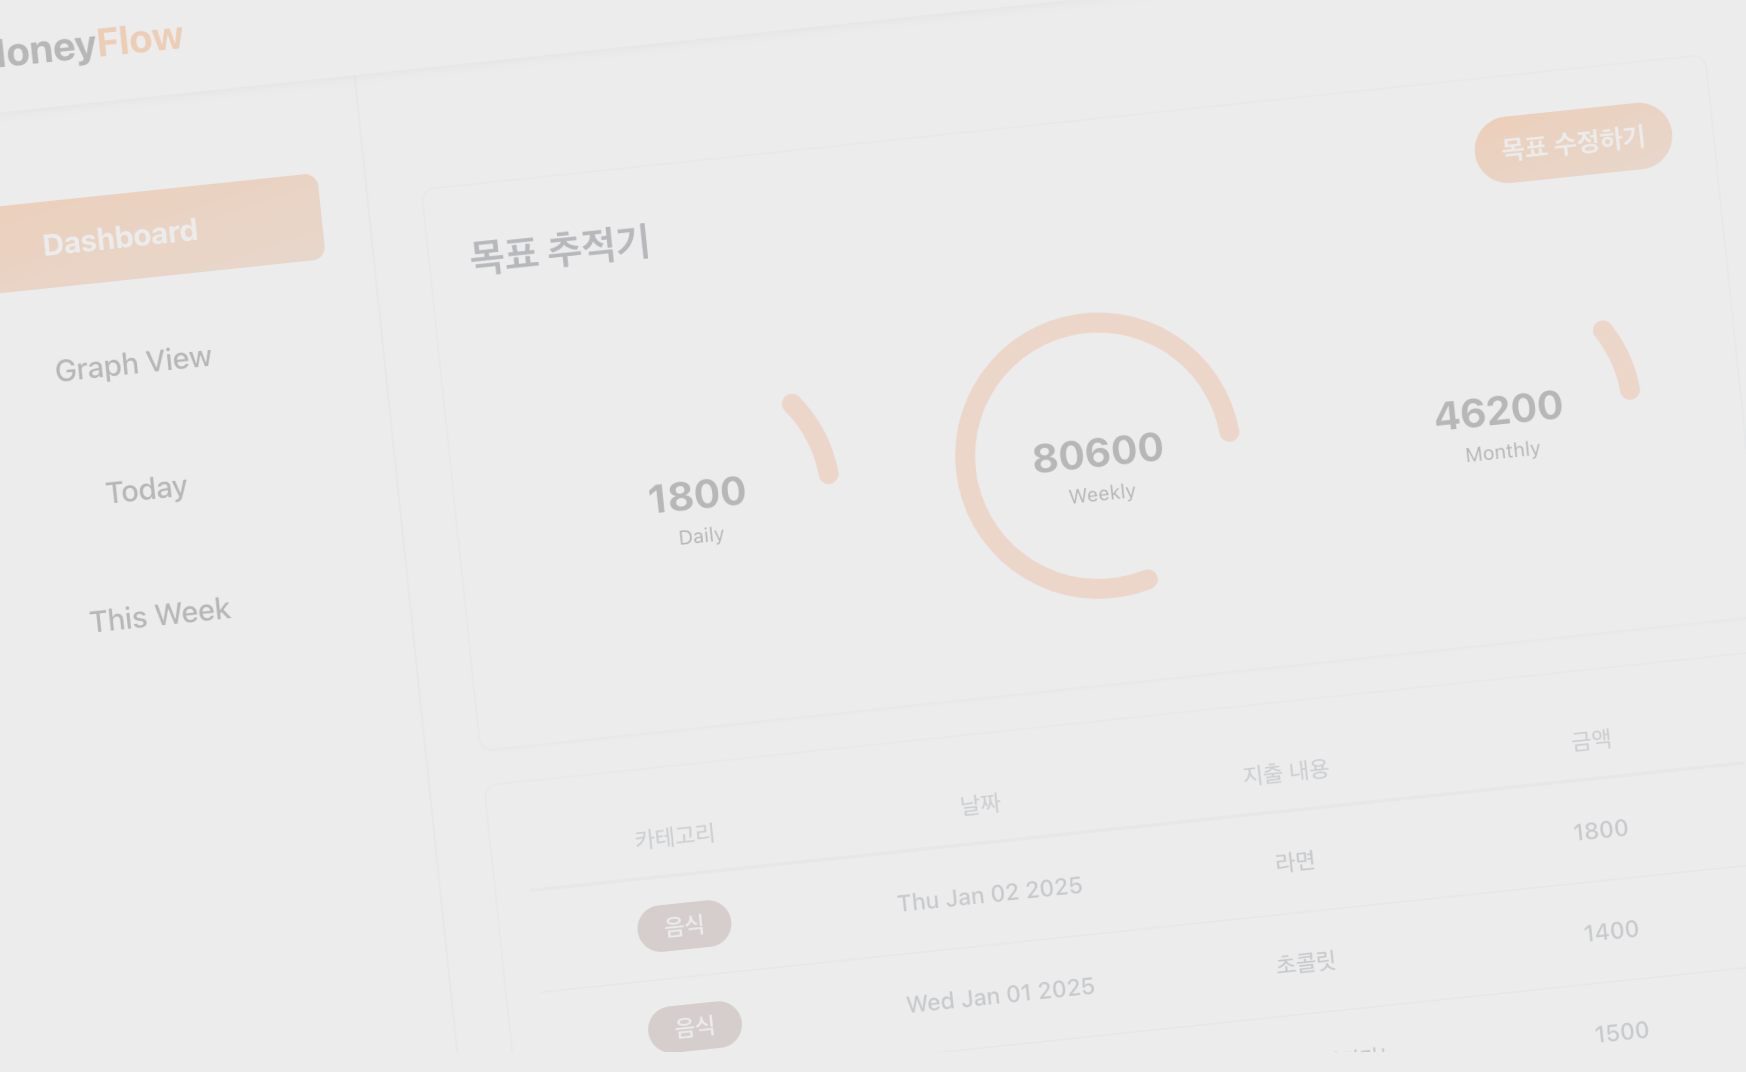 MoneyFlow
Dashboard
Graph View
Today
This Week
목표 추적기
목표 수정하기
1800
Daily
80600
Weekly
46200
Monthly
카테고리 날짜 지출 내용 금액
음식 Thu Jan 02 2025 라면 1800
음식 Wed Jan 01 2025 초콜릿 1400
1500